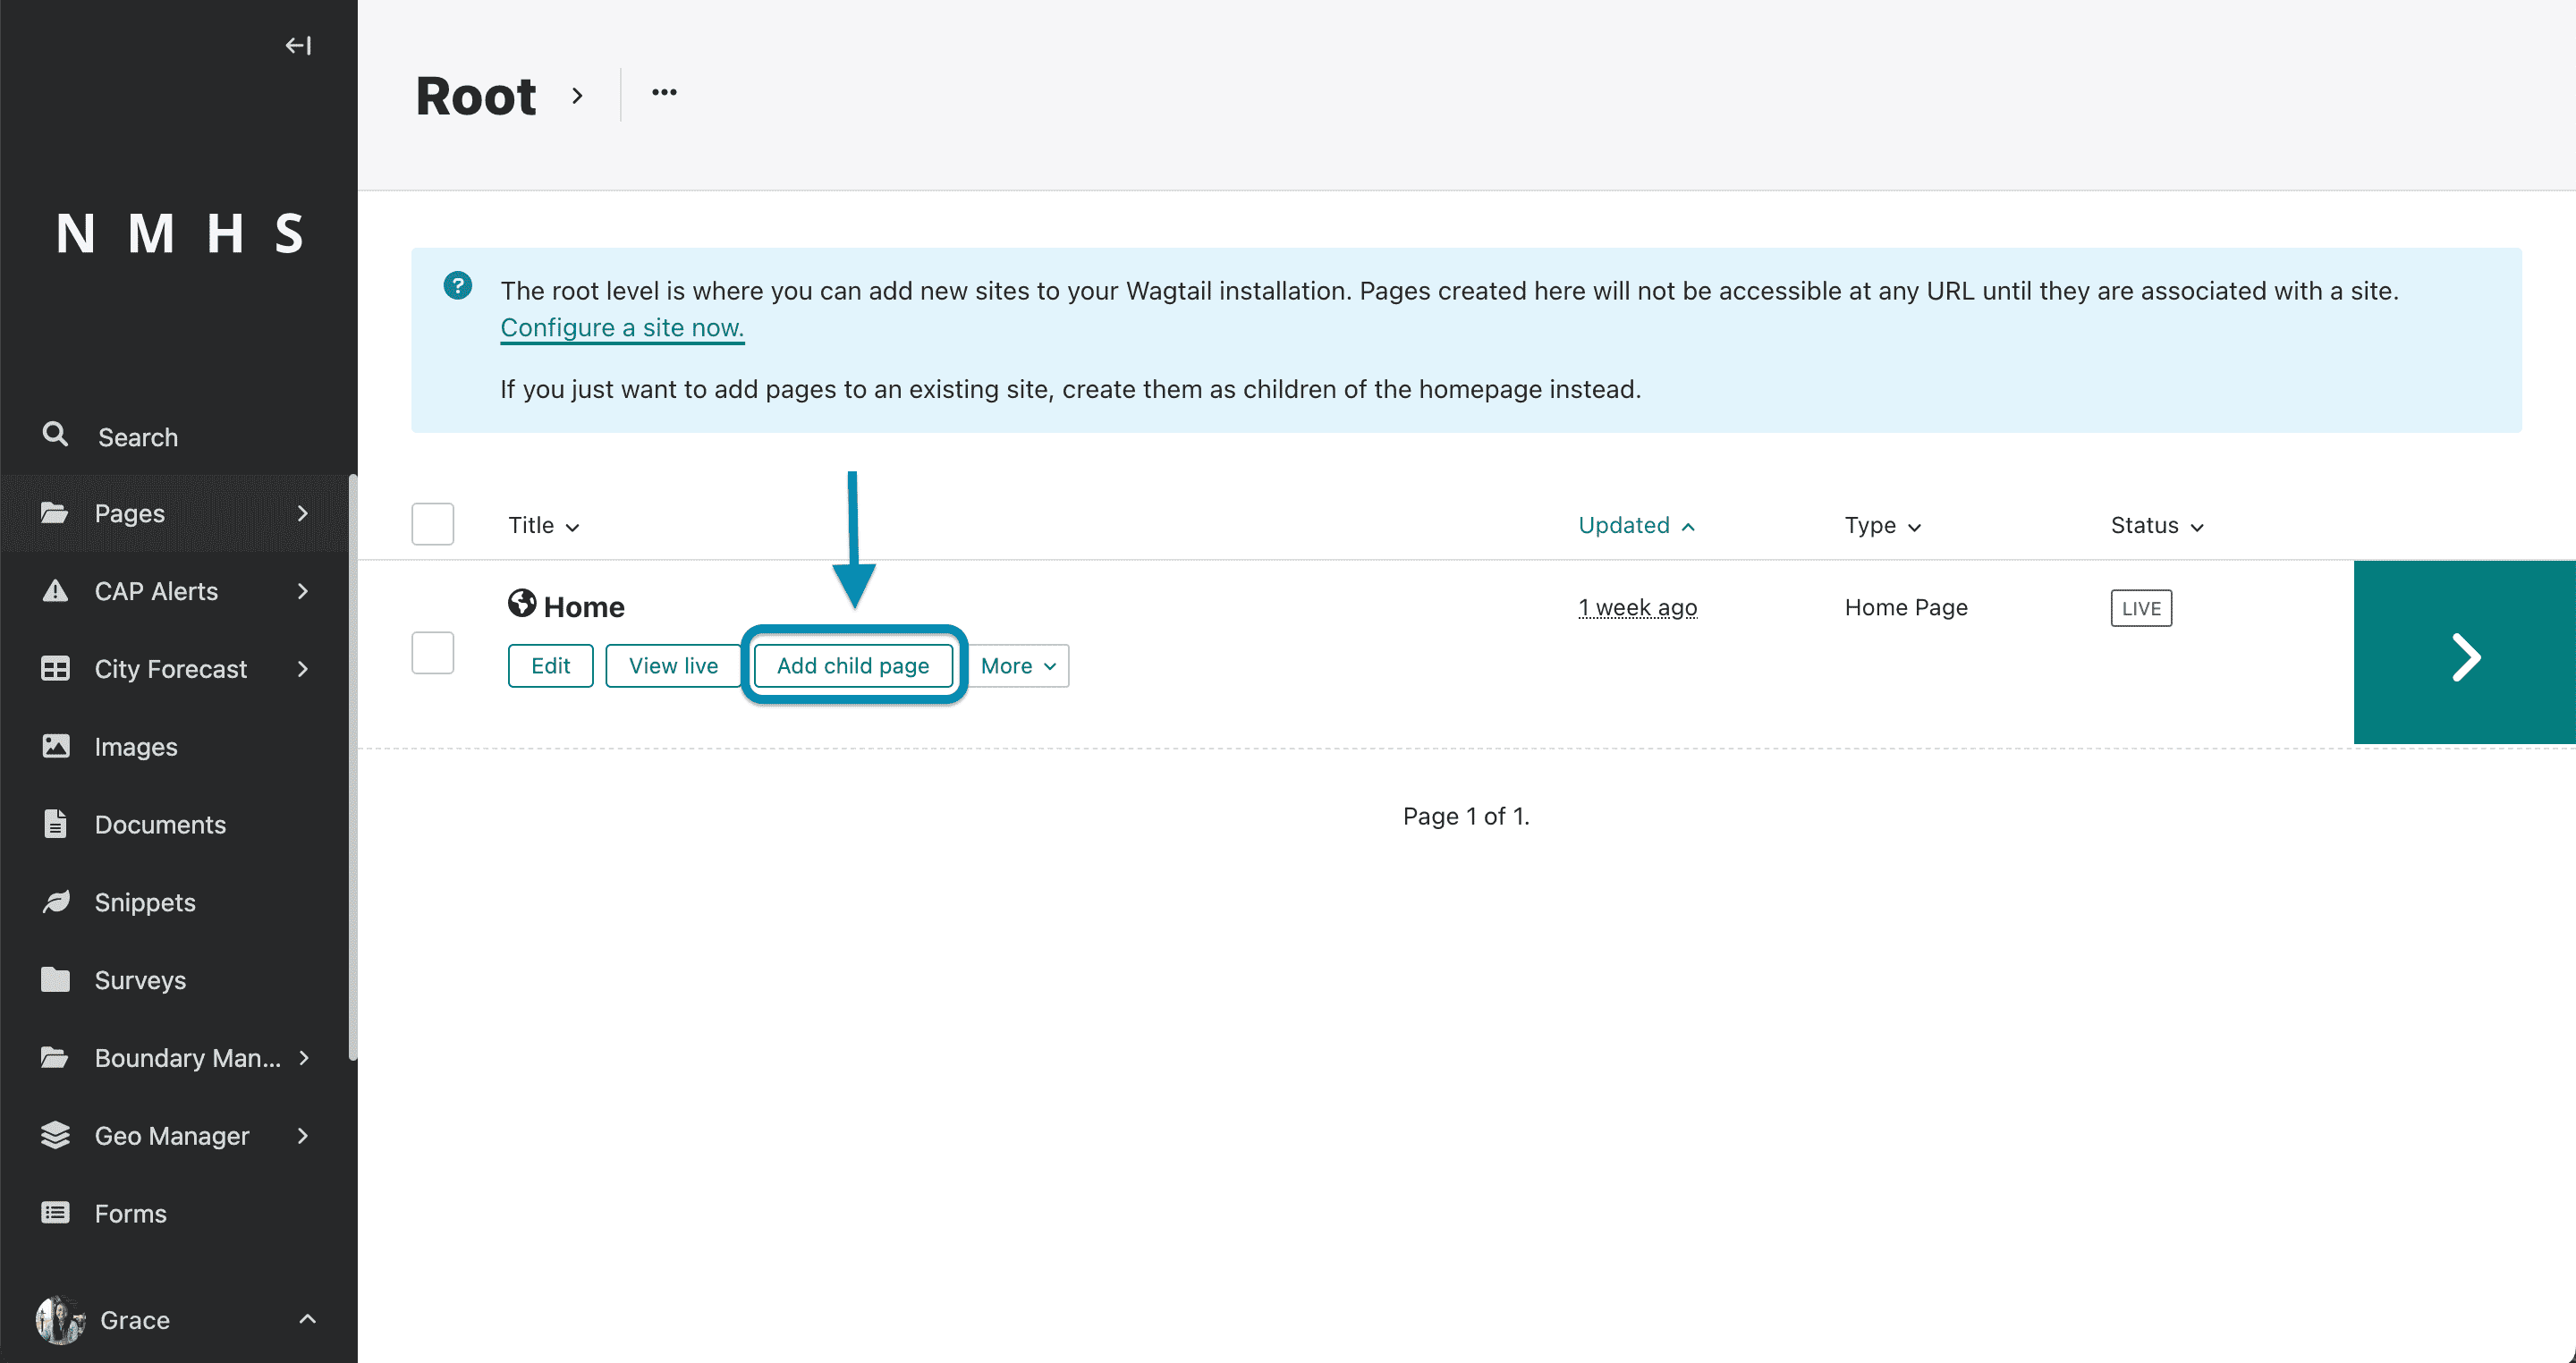 N M H S
Search
Pages
CAP Alerts
City Forecast
Images
Documents
Snippets
Surveys
Boundary Man...
Geo Manager
Forms
Grace
Root
The root level is where you can add new sites to your Wagtail installation. Pages created here will not be accessible at any URL until they are associated with a site.
Configure a site now.
If you just want to add pages to an existing site, create them as children of the homepage instead.
Title Updated Type Status
Home 1 week ago Home Page LIVE
Edit View live Add child page More
Page 1 of 1.